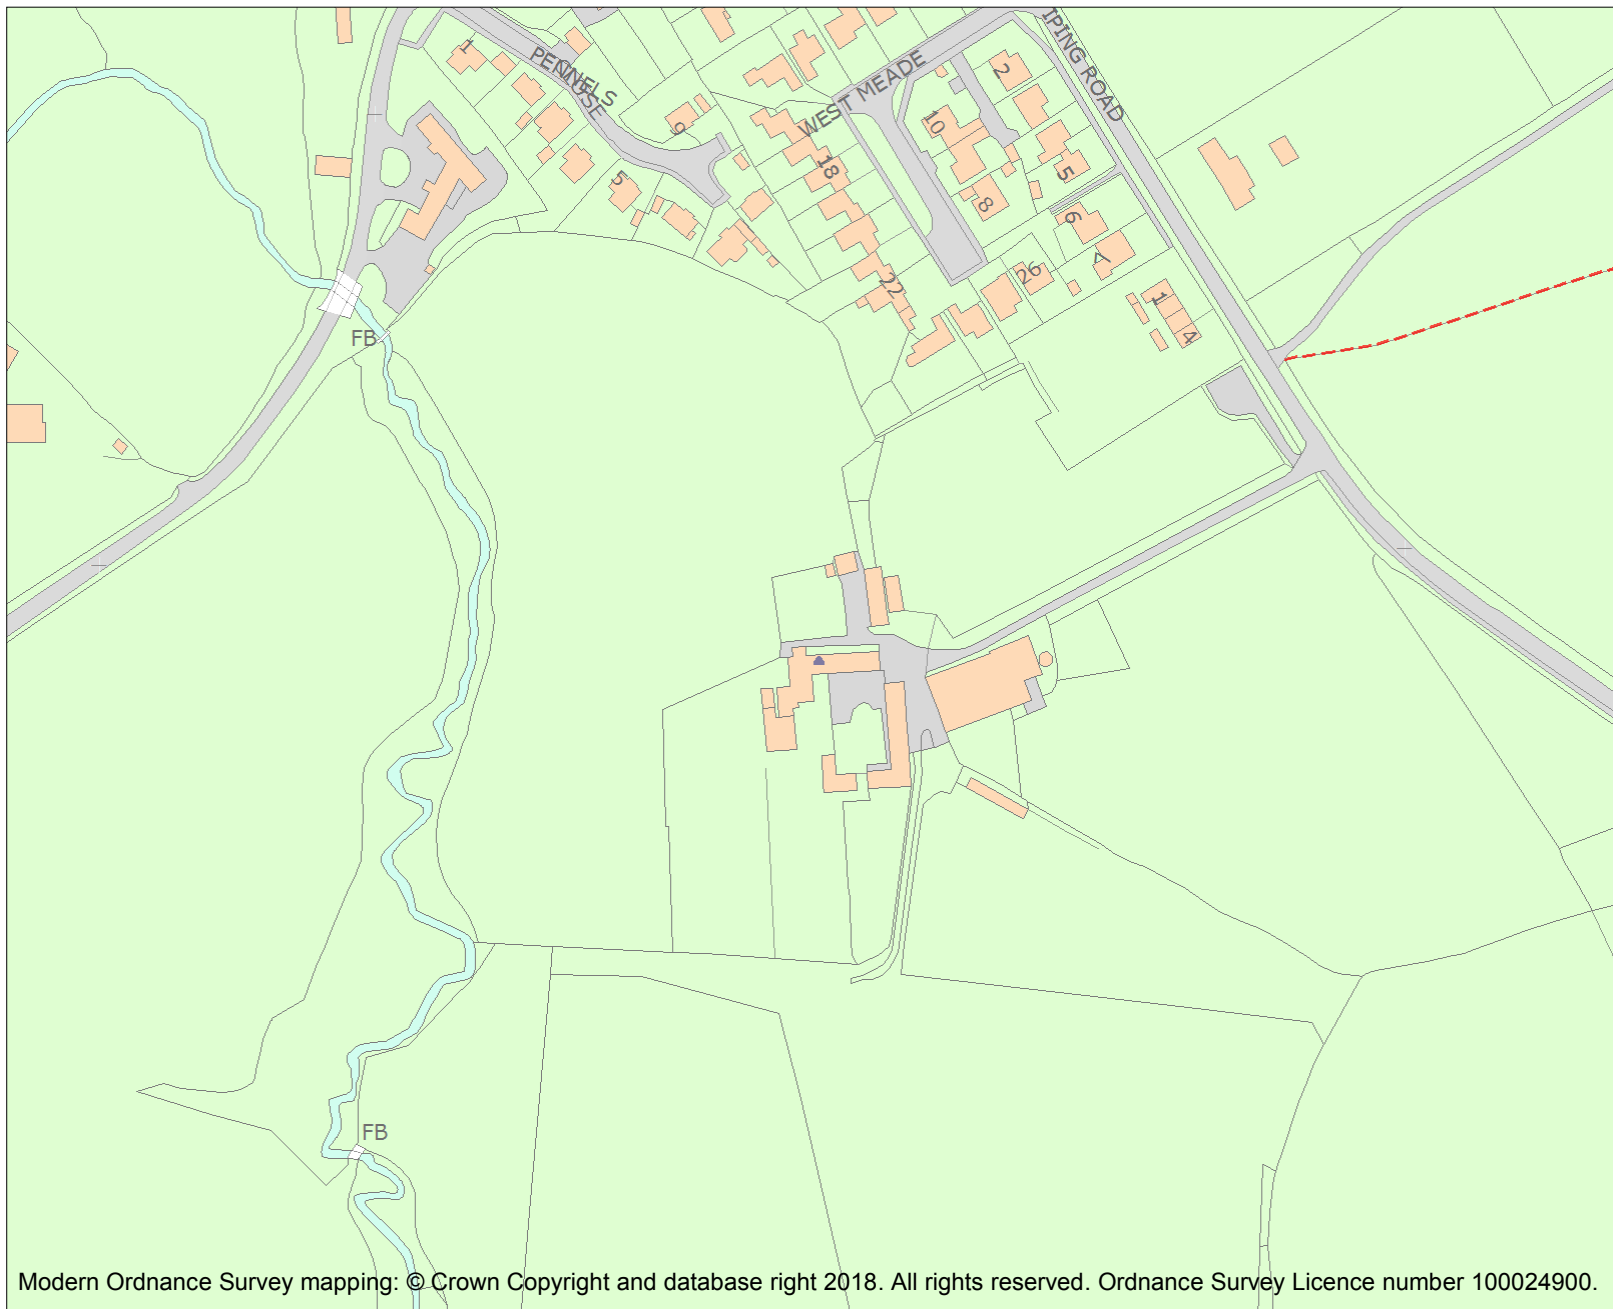 PENNELS
CLOSE
WEST MEADE
IPING ROAD
1
9
5
18
22
10
2
5
8
6
7
26
1
4
FB
FB
Modern Ordnance Survey mapping: © Crown Copyright and database right 2018. All rights reserved. Ordnance Survey Licence number 100024900.